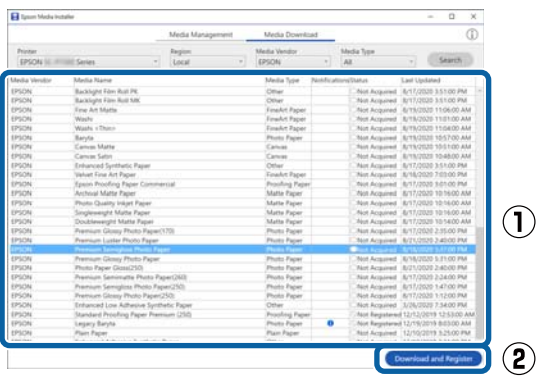 Epson Media Installer
Media Management Media Download
Printer Region Media Vendor Media Type
EPSON Series Local EPSON All Search
Media Vendor Media Name Media Type Notifications Status Last Updated
EPSON Backlight Film Roll PK Other Not Acquired 8/17/2020 3:51:00 PM
EPSON Backlight Film Roll MK Other Not Acquired 8/17/2020 3:51:00 PM
EPSON Fine Art Matte FineArt Paper Not Acquired 8/19/2020 11:06:00 AM
EPSON Washi FineArt Paper Not Acquired 8/19/2020 11:01:00 AM
EPSON Washi <Thin> FineArt Paper Not Acquired 8/19/2020 11:04:00 AM
EPSON Baryta Photo Paper Not Acquired 8/19/2020 10:57:00 AM
EPSON Canvas Matte Canvas Not Acquired 8/19/2020 10:51:00 AM
EPSON Canvas Satin Canvas Not Acquired 8/19/2020 10:48:00 AM
EPSON Enhanced Synthetic Paper Other Not Acquired 8/17/2020 3:51:00 PM
EPSON Velvet Fine Art Paper FineArt Paper Not Acquired 8/18/2020 7:03:00 PM
EPSON Epson Proofing Paper Commercial Proofing Paper Not Acquired 8/17/2020 3:01:00 PM
EPSON Archival Matte Paper Matte Paper Not Acquired 8/17/2020 10:16:00 AM
EPSON Photo Quality Inkjet Paper Matte Paper Not Acquired 8/17/2020 10:16:00 AM
EPSON Singleweight Matte Paper Matte Paper Not Acquired 8/17/2020 10:16:00 AM
EPSON Doubleweight Matte Paper Matte Paper Not Acquired 8/17/2020 10:14:00 AM
EPSON Premium Glossy Photo Paper(170) Photo Paper Not Acquired 8/17/2020 2:35:00 PM
EPSON Premium Luster Photo Paper Photo Paper Not Acquired 8/21/2020 2:40:00 PM
EPSON Premium Semigloss Photo Paper Photo Paper Not Acquired
EPSON Premium Glossy Photo Paper Photo Paper Not Acquired 8/18/2020 5:31:00 PM
EPSON Photo Paper Gloss(250) Photo Paper Not Acquired 8/21/2020 2:40:00 PM
EPSON Premium Semimatte Photo Paper(260) Photo Paper Not Acquired 8/17/2020 2:24:00 PM
EPSON Premium Semigloss Photo Paper(250) Photo Paper Not Acquired 8/17/2020 1:47:00 PM
EPSON Premium Glossy Photo Paper(250) Photo Paper Not Acquired 8/17/2020 1:12:00 PM
EPSON Enhanced Low Adhesive Synthetic Paper Other Not Acquired 3/26/2020 7:34:00 PM
EPSON Standard Proofing Paper Premium (250) Proofing Paper Not Registered 12/12/2019 12:53:00 AM
EPSON Legacy Baryta Photo Paper Not Registered 12/19/2019 8:03:00 AM
EPSON Plain Paper Plain Paper Not Acquired 12/10/2019 5:25:00 PM
Download and Register
①
②